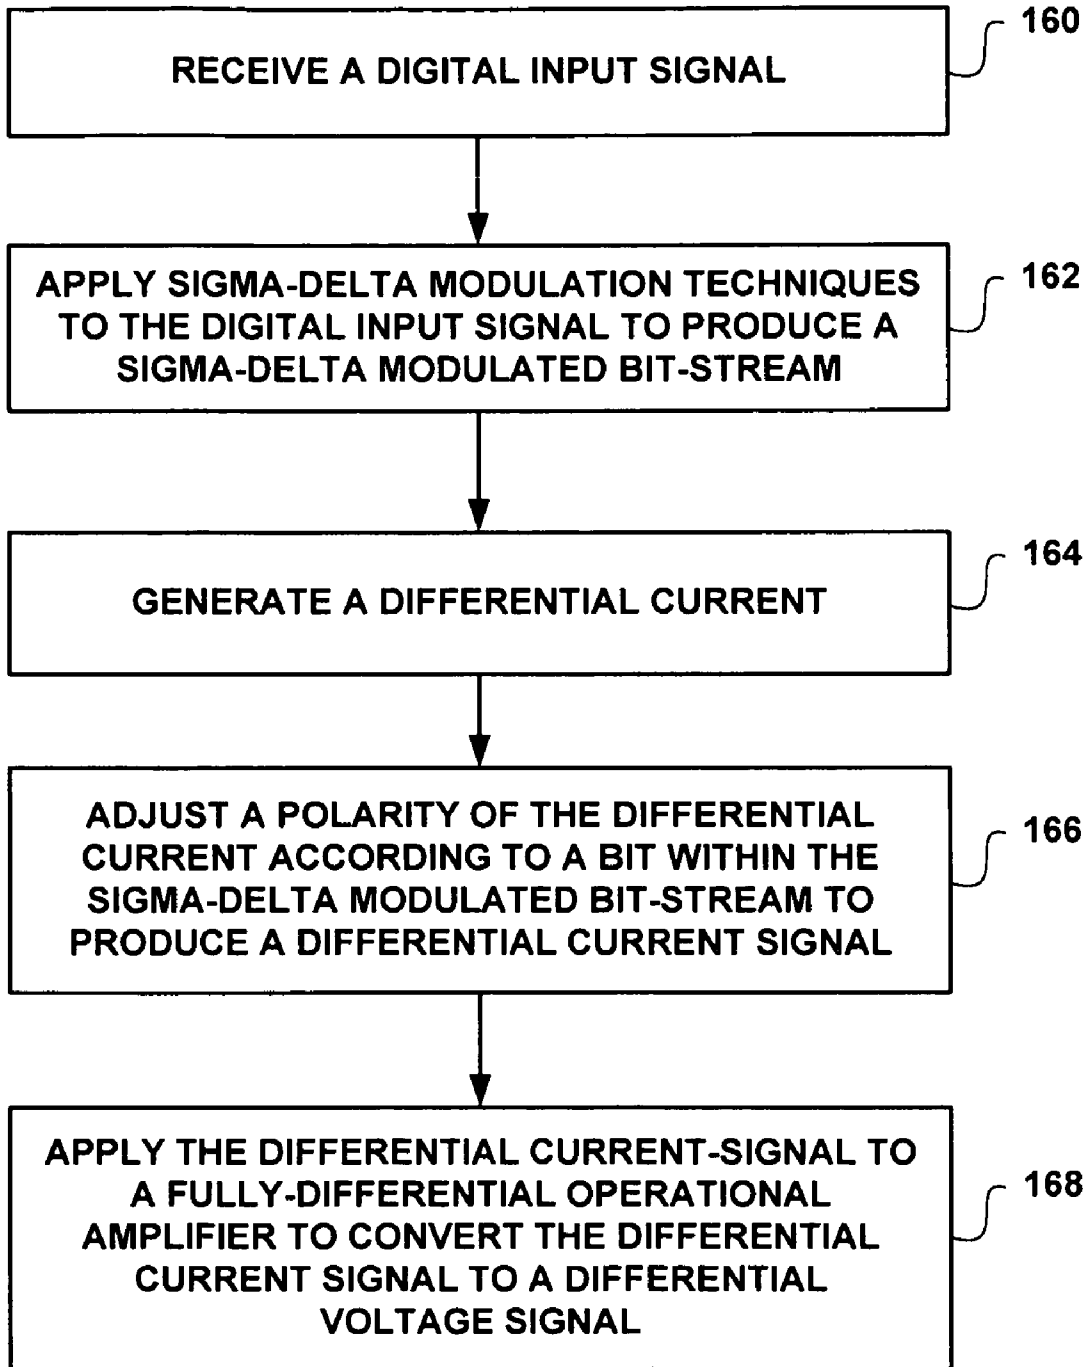 160
RECEIVE A DIGITAL INPUT SIGNAL
162
APPLY SIGMA-DELTA MODULATION TECHNIQUES
TO THE DIGITAL INPUT SIGNAL TO PRODUCE A
SIGMA-DELTA MODULATED BIT-STREAM
164
GENERATE A DIFFERENTIAL CURRENT
166
ADJUST A POLARITY OF THE DIFFERENTIAL
CURRENT ACCORDING TO A BIT WITHIN THE
SIGMA-DELTA MODULATED BIT-STREAM TO
PRODUCE A DIFFERENTIAL CURRENT SIGNAL
168
APPLY THE DIFFERENTIAL CURRENT-SIGNAL TO
A FULLY-DIFFERENTIAL OPERATIONAL
AMPLIFIER TO CONVERT THE DIFFERENTIAL
CURRENT SIGNAL TO A DIFFERENTIAL
VOLTAGE SIGNAL